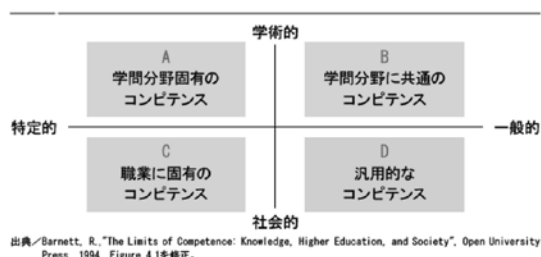 学術的
A
学問分野固有の
コンピテンス
B
学問分野に共通の
コンピテンス
特定的
一般的
C
職業に固有の
コンピテンス
D
汎用的な
コンピテンス
社会的
出典／Barnett, R.,"The Limits of Competence: Knowledge, Higher Education, and Society", Open University
Press, 1994, Figure 4.1を修正。